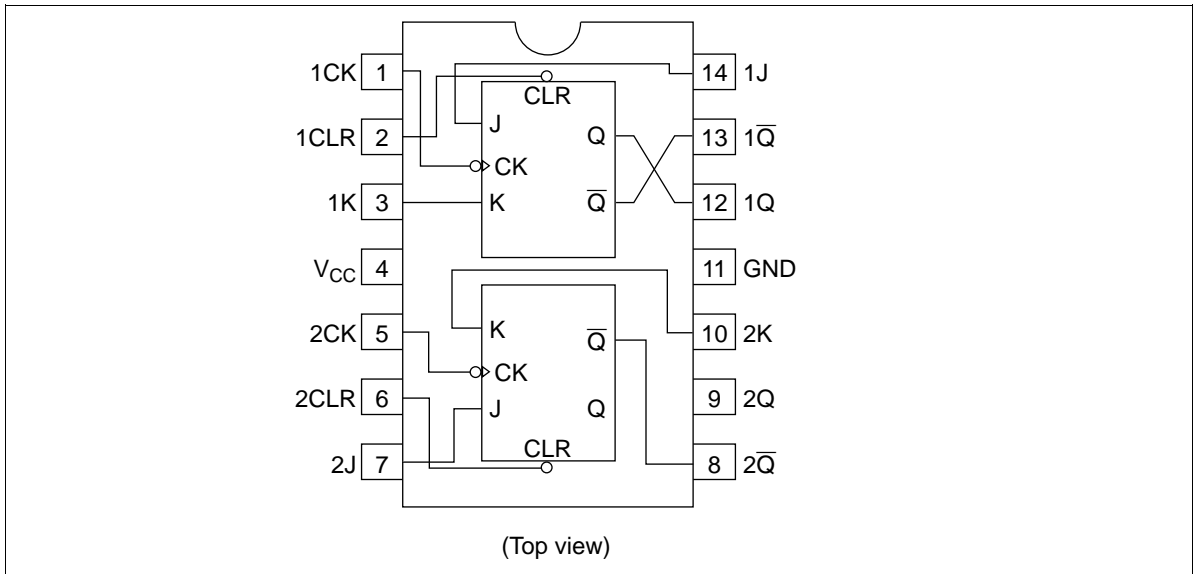 1CK 1
1CLR 2
1K 3
VCC 4
2CK 5
2CLR 6
2J 7
CLR
J
CK
K
Q
Q̅
K
CK
J
Q̅
Q
CLR
14 1J
13 1Q̅
12 1Q
11 GND
10 2K
9 2Q
8 2Q̅
(Top view)